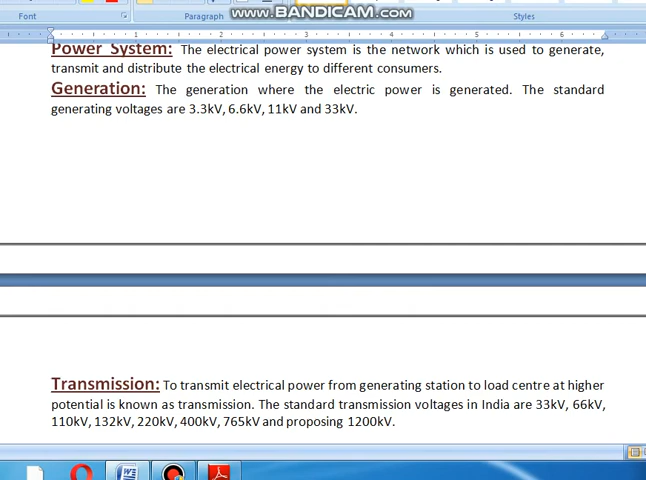 Font Paragraph Styles
www.BANDICAM.com
Power System: The electrical power system is the network which is used to generate,
transmit and distribute the electrical energy to different consumers.
Generation: The generation where the electric power is generated. The standard
generating voltages are 3.3kV, 6.6kV, 11kV and 33kV.
Transmission: To transmit electrical power from generating station to load centre at higher
potential is known as transmission. The standard transmission voltages in India are 33kV, 66kV,
110kV, 132kV, 220kV, 400kV, 765kV and proposing 1200kV.